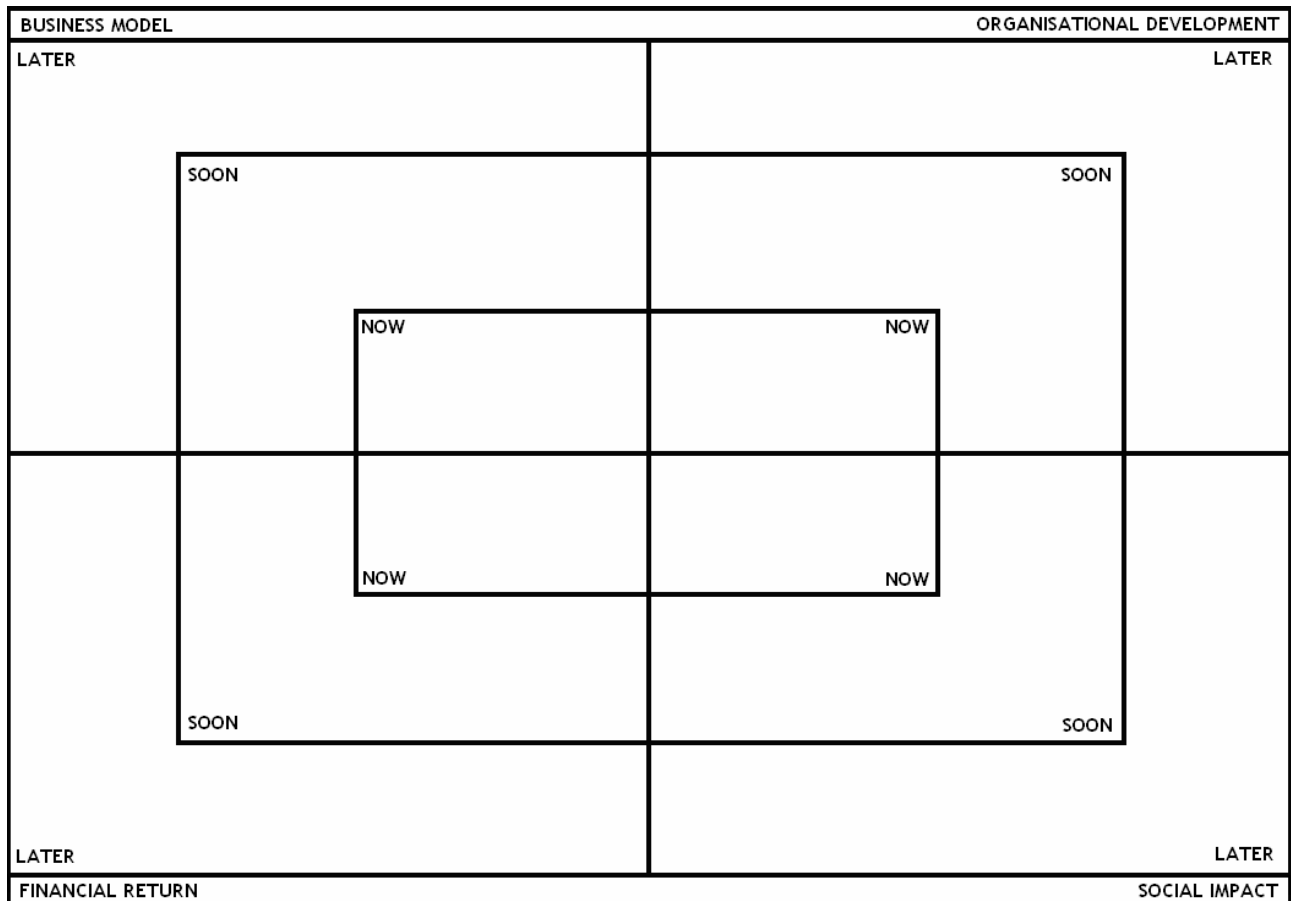 BUSINESS MODEL ORGANISATIONAL DEVELOPMENT
LATER LATER
SOON SOON
NOW NOW
NOW NOW
SOON SOON
LATER LATER
FINANCIAL RETURN SOCIAL IMPACT